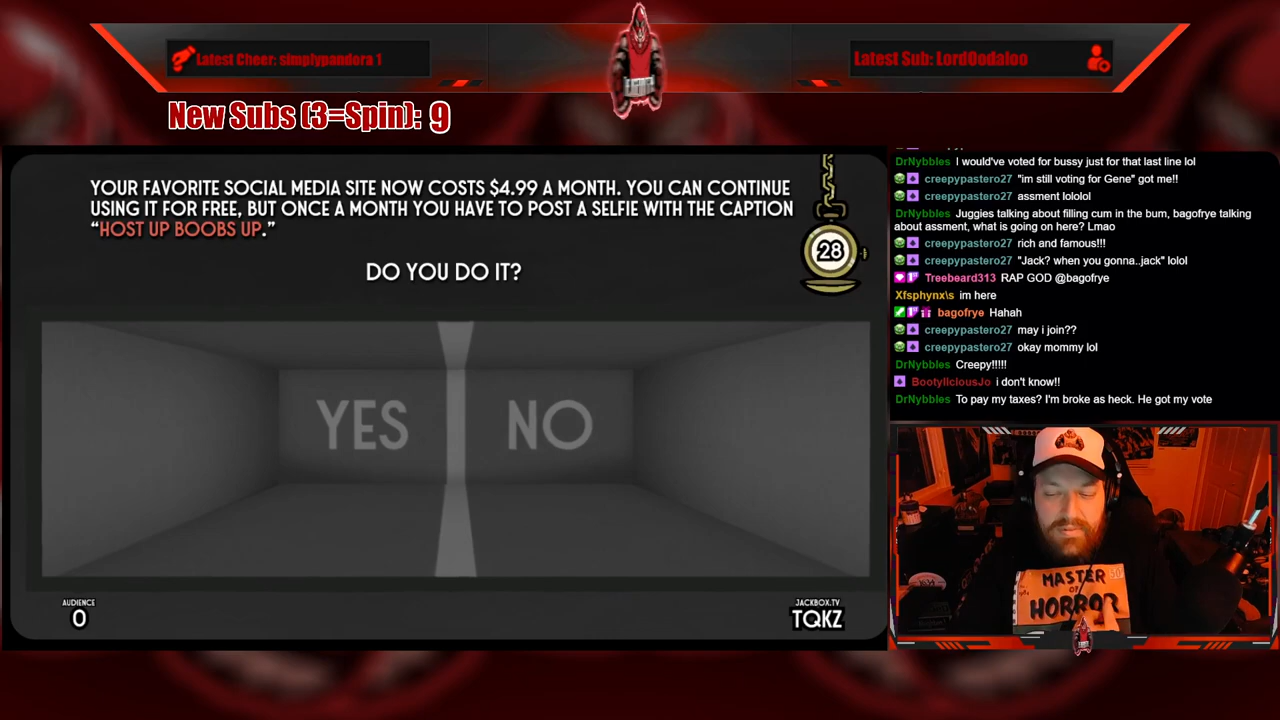 Latest Cheer: simplypandora 1
Latest Sub: LordOodaloo
New Subs (3=Spin): 9
YOUR FAVORITE SOCIAL MEDIA SITE NOW COSTS $4.99 A MONTH. YOU CAN CONTINUE
USING IT FOR FREE, BUT ONCE A MONTH YOU HAVE TO POST A SELFIE WITH THE CAPTION
“HOST UP BOOBS UP.”
28
DO YOU DO IT?
YES
NO
AUDIENCE
0
JACKBOX.TV
TQKZ
DrNybbles I would've voted for bussy just for that last line lol
creepypastero27 "im still voting for Gene" got me!!
creepypastero27 assment lololol
DrNybbles Juggies talking about filling cum in the bum, bagofrye talking
about assment, what is going on here? Lmao
creepypastero27 rich and famous!!!
creepypastero27 "Jack? when you gonna..jack" lolol
Treebeard313 RAP GOD @bagofrye
Xfsphynx\s im here
bagofrye Hahah
creepypastero27 may i join??
creepypastero27 okay mommy lol
DrNybbles Creepy!!!!!
BootyliciousJo i don't know!!
DrNybbles To pay my taxes? I'm broke as heck. He got my vote
MASTER
OF
HORROR